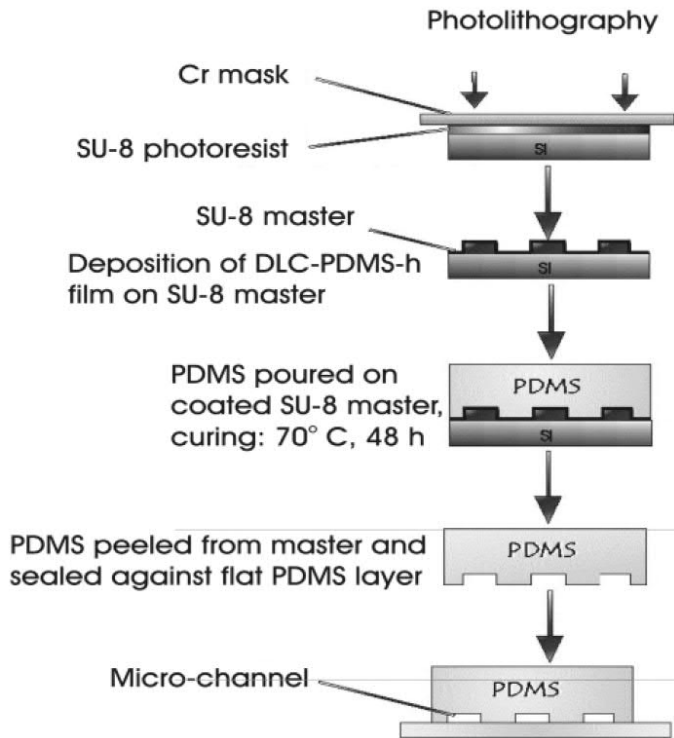 Photolithography
Cr mask
SU-8 photoresist
SI
SU-8 master
Deposition of DLC-PDMS-h
film on SU-8 master
SI
PDMS poured on
coated SU-8 master,
curing: 70° C, 48 h
PDMS
SI
PDMS peeled from master and
sealed against flat PDMS layer
PDMS
Micro-channel
PDMS